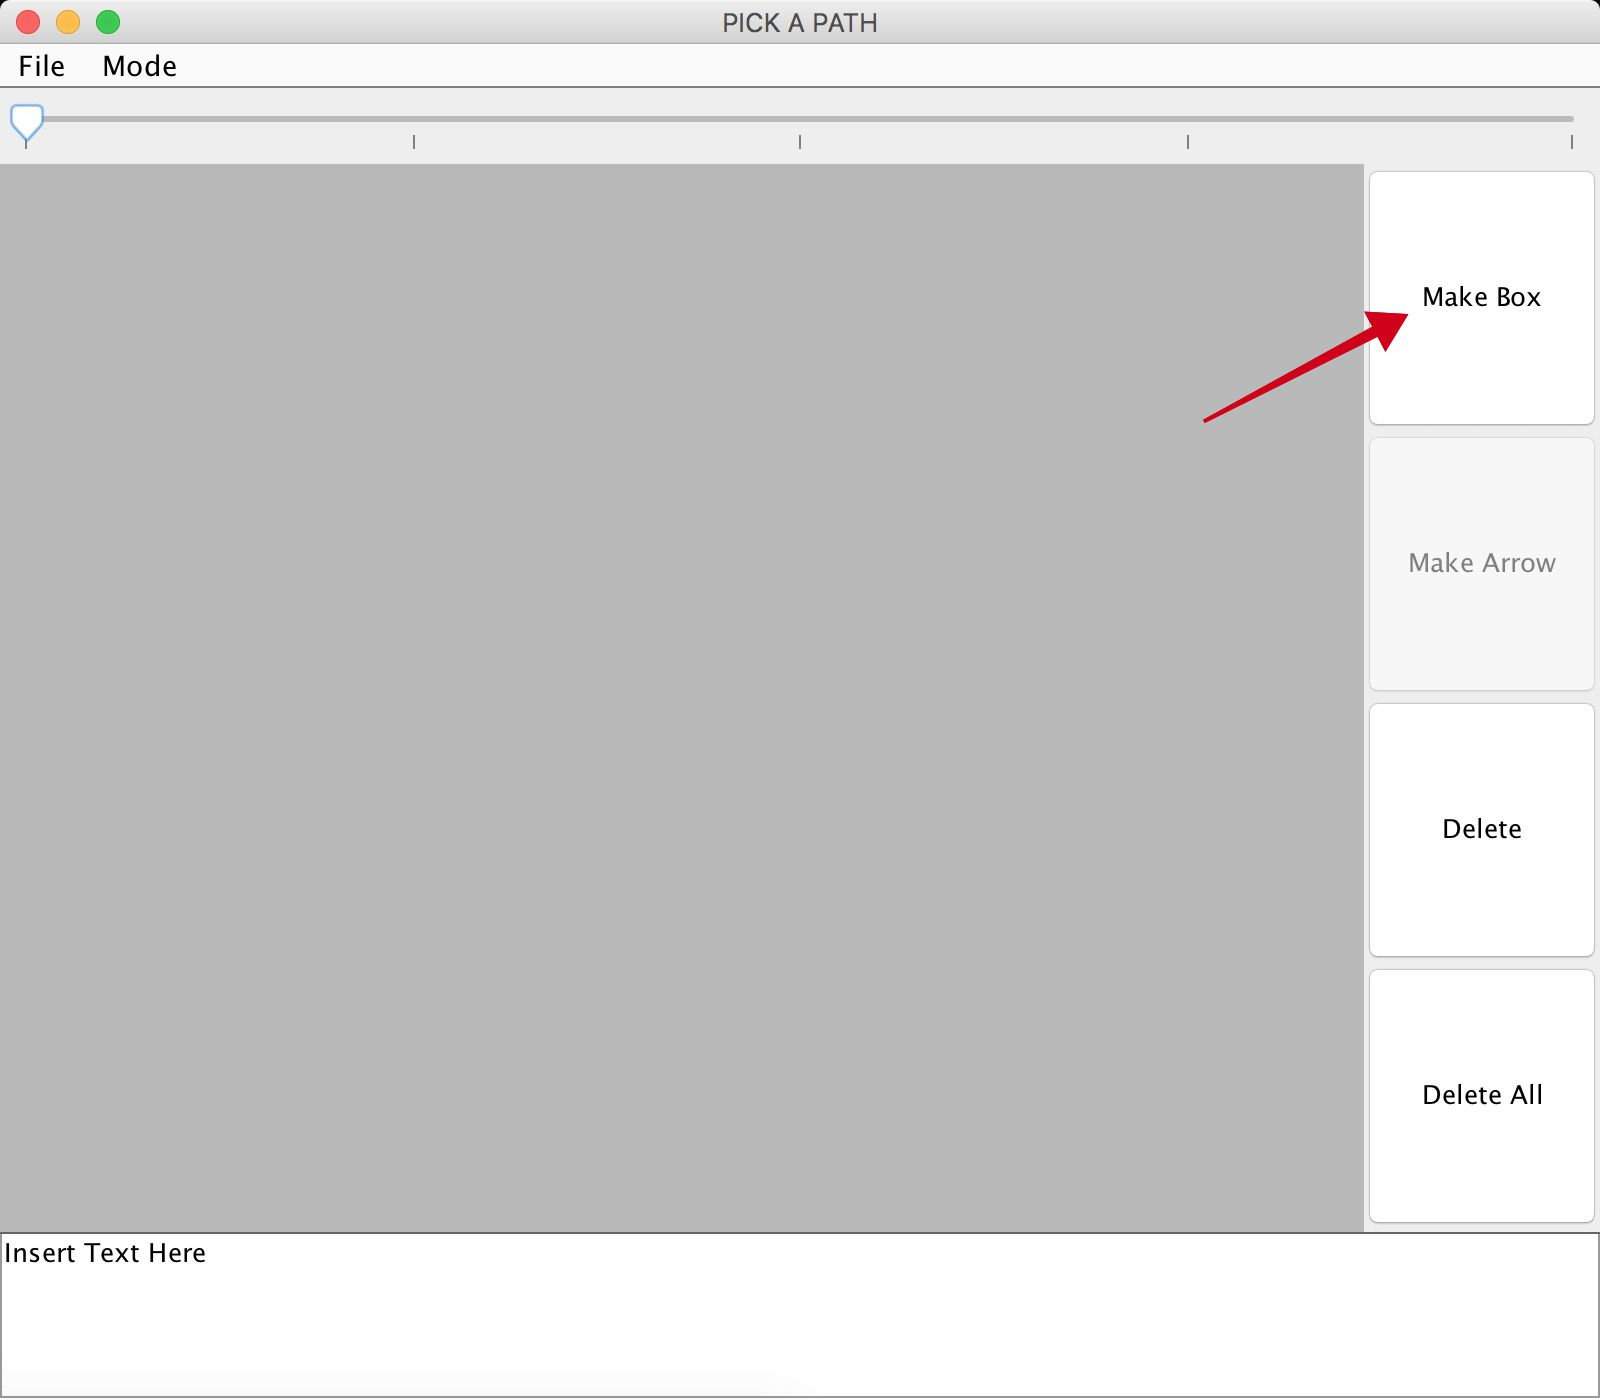 PICK A PATH
File Mode
Make Box
Make Arrow
Delete
Delete All
Insert Text Here